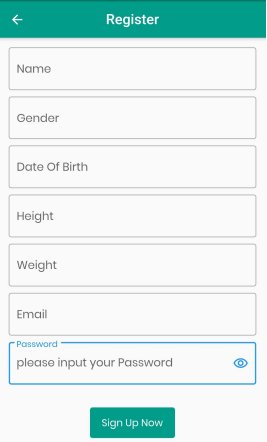 Register
Name
Gender
Date Of Birth
Height
Weight
Email
Password
please input your Password
Sign Up Now